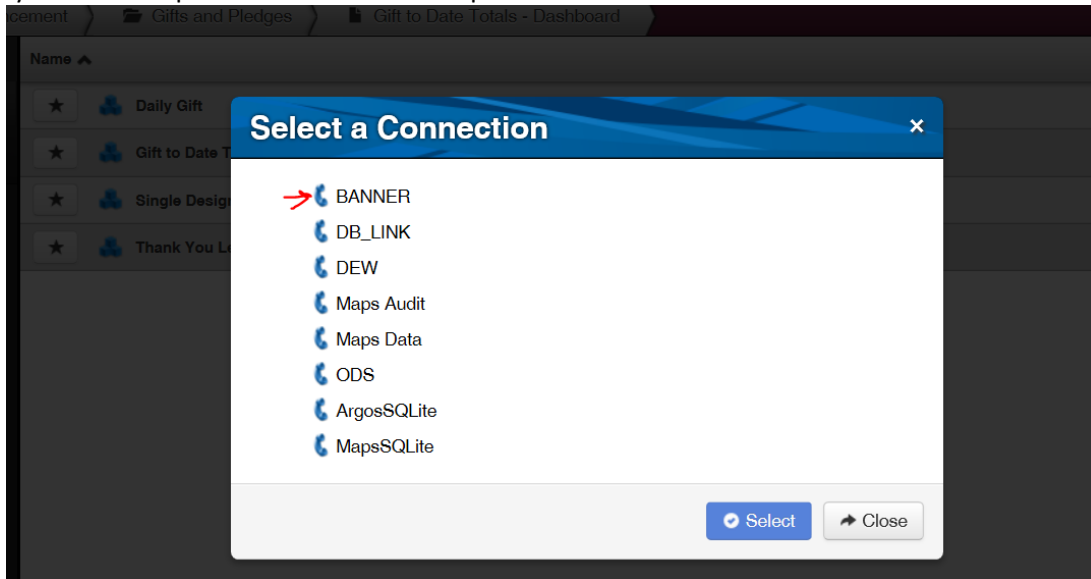 cement Gifts and Pledges Gift to Date Totals - Dashboard
Name
Daily Gift
Gift to Date T
Single Desig
Thank You Le
Select a Connection
×
BANNER
DB_LINK
DEW
Maps Audit
Maps Data
ODS
ArgosSQLite
MapsSQLite
Select Close